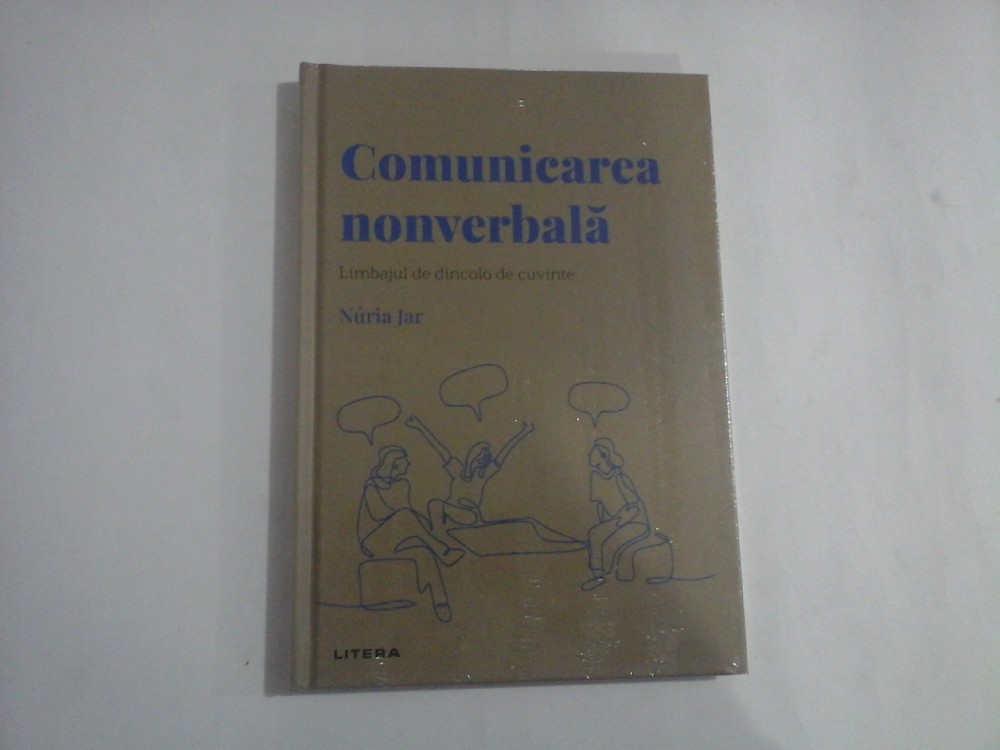 Comunicarea
nonverbală
Limbajul de dincolo de cuvinte
Núria Jar
LITERA